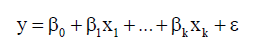 y = β₀ + β₁x₁ + ... + βₖxₖ + ε